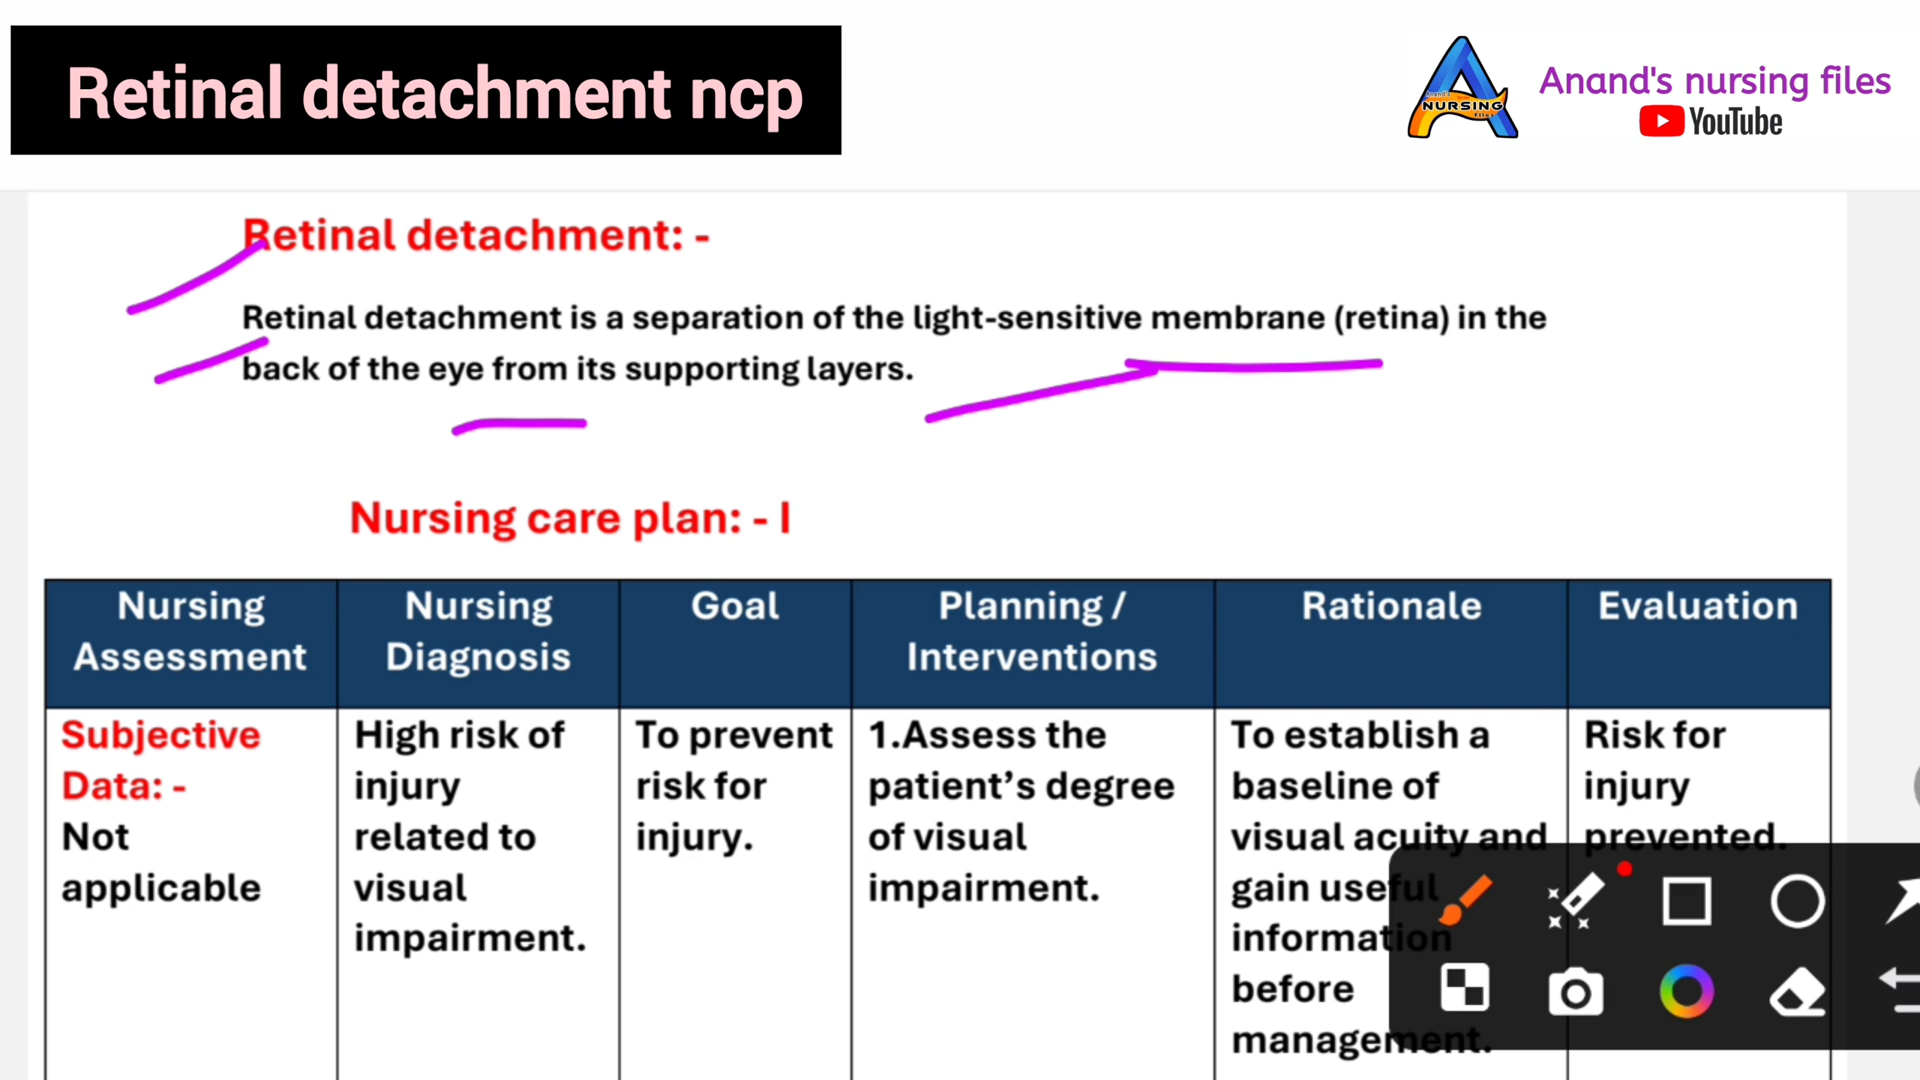 Retinal detachment ncp
NURSING
Anand's nursing files
YouTube
Retinal detachment: -
Retinal detachment is a separation of the light-sensitive membrane (retina) in the
back of the eye from its supporting layers.
Nursing care plan: - I
Nursing
Assessment
Nursing
Diagnosis
Goal
Planning /
Interventions
Rationale
Evaluation
Subjective
Data: -
Not
applicable
High risk of
injury
related to
visual
impairment.
To prevent
risk for
injury.
1.Assess the
patient’s degree
of visual
impairment.
To establish a
baseline of
visual acuity and
gain useful
information
before
management.
Risk for
injury
prevented.